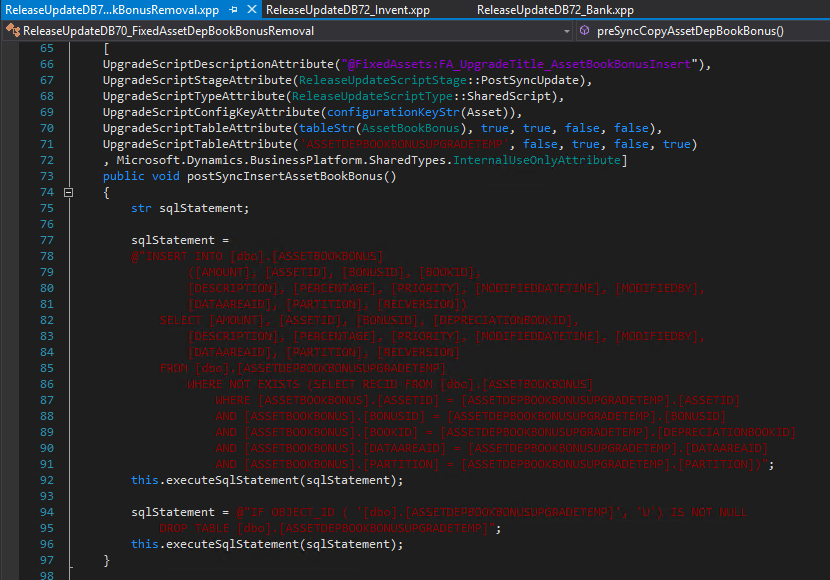 ReleaseUpdateDB7...kBonusRemoval.xpp ReleaseUpdateDB72_Invent.xpp ReleaseUpdateDB72_Bank.xpp
ReleaseUpdateDB70_FixedAssetDepBookBonusRemoval preSyncCopyAssetDepBookBonus()
65 [
66 UpgradeScriptDescriptionAttribute("@FixedAssets:FA_UpgradeTitle_AssetBookBonusInsert"),
67 UpgradeScriptStageAttribute(ReleaseUpdateScriptStage::PostSyncUpdate),
68 UpgradeScriptTypeAttribute(ReleaseUpdateScriptType::SharedScript),
69 UpgradeScriptConfigKeyAttribute(configurationKeyStr(Asset)),
70 UpgradeScriptTableAttribute(tableStr(AssetBookBonus), true, true, false, false),
71 UpgradeScriptTableAttribute('ASSETDEPBOOKBONUSUPGRADETEMP', false, true, false, true)
72 , Microsoft.Dynamics.BusinessPlatform.SharedTypes.InternalUseOnlyAttribute]
73 public void postSyncInsertAssetBookBonus()
74 {
75 str sqlStatement;
76
77 sqlStatement =
78 @"INSERT INTO [dbo].[ASSETBOOKBONUS]
79 ([AMOUNT], [ASSETID], [BONUSID], [BOOKID],
80 [DESCRIPTION], [PERCENTAGE], [PRIORITY], [MODIFIEDDATETIME], [MODIFIEDBY],
81 [DATAAREAID], [PARTITION], [RECVERSION])
82 SELECT [AMOUNT], [ASSETID], [BONUSID], [DEPRECIATIONBOOKID],
83 [DESCRIPTION], [PERCENTAGE], [PRIORITY], [MODIFIEDDATETIME], [MODIFIEDBY],
84 [DATAAREAID], [PARTITION], [RECVERSION]
85 FROM [dbo].[ASSETDEPBOOKBONUSUPGRADETEMP]
86 WHERE NOT EXISTS (SELECT RECID FROM [dbo].[ASSETBOOKBONUS]
87 WHERE [ASSETBOOKBONUS].[ASSETID] = [ASSETDEPBOOKBONUSUPGRADETEMP].[ASSETID]
88 AND [ASSETBOOKBONUS].[BONUSID] = [ASSETDEPBOOKBONUSUPGRADETEMP].[BONUSID]
89 AND [ASSETBOOKBONUS].[BOOKID] = [ASSETDEPBOOKBONUSUPGRADETEMP].[DEPRECIATIONBOOKID]
90 AND [ASSETBOOKBONUS].[DATAAREAID] = [ASSETDEPBOOKBONUSUPGRADETEMP].[DATAAREAID]
91 AND [ASSETBOOKBONUS].[PARTITION] = [ASSETDEPBOOKBONUSUPGRADETEMP].[PARTITION])";
92 this.executeSqlStatement(sqlStatement);
93
94 sqlStatement = @"IF OBJECT_ID ( '[dbo].[ASSETDEPBOOKBONUSUPGRADETEMP]', 'U') IS NOT NULL
95 DROP TABLE [dbo].[ASSETDEPBOOKBONUSUPGRADETEMP]";
96 this.executeSqlStatement(sqlStatement);
97 }
98